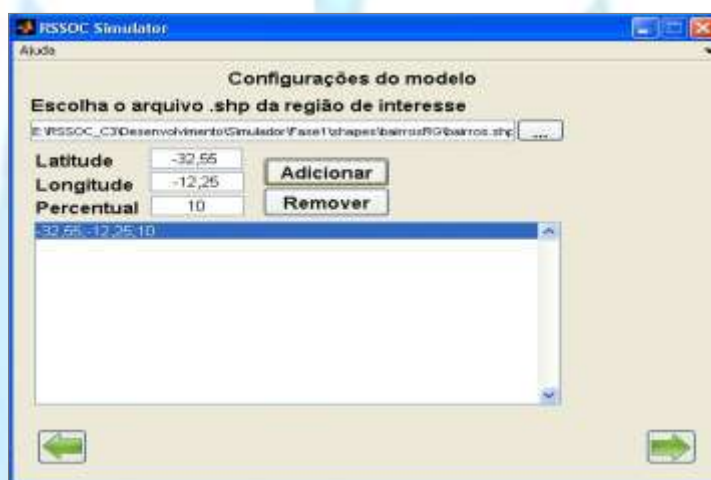 RSSOC Simulator
Ajuda
Configurações do modelo
Escolha o arquivo .shp da região de interesse
E:\RSSOC_C3\Desenvolvimento\Simulador\Fase1\shapes\bairrosRG\bairros.shp ...
Latitude -32,55
Longitude -12,25
Percentual 10
Adicionar
Remover
-32,55;-12,25;10